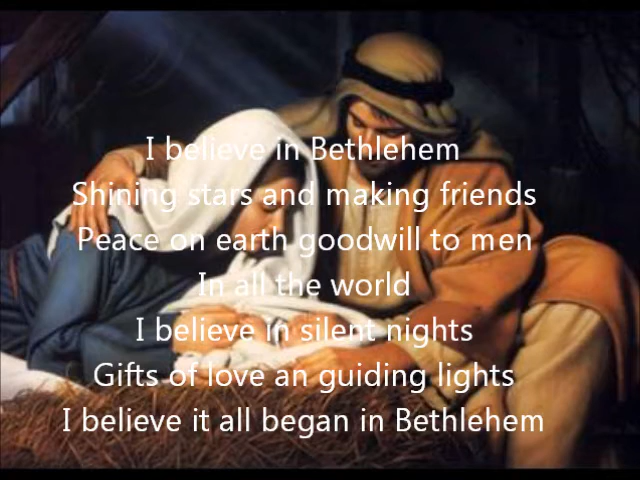 I believe in Bethlehem
Shining stars and making friends
Peace on earth goodwill to men
In all the world
I believe in silent nights
Gifts of love an guiding lights
I believe it all began in Bethlehem